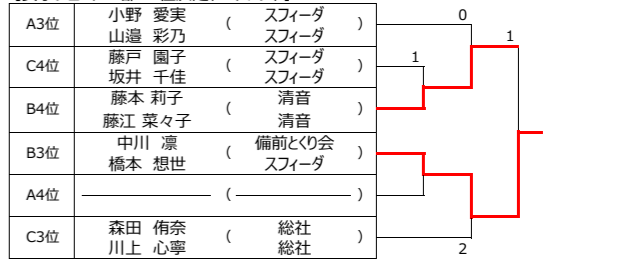 A3位 小野 愛実 ( スフィーダ ) 0
山邉 彩乃 スフィーダ 1
C4位 藤戸 園子 ( スフィーダ ) 1
坂井 千佳 スフィーダ
B4位 藤本 莉子 ( 清音 )
藤江 菜々子 清音
B3位 中川 凛 ( 備前とくり会 )
橋本 想世 スフィーダ
A4位 ( )
C3位 森田 侑奈 ( 総社 )
川上 心寧 総社 2